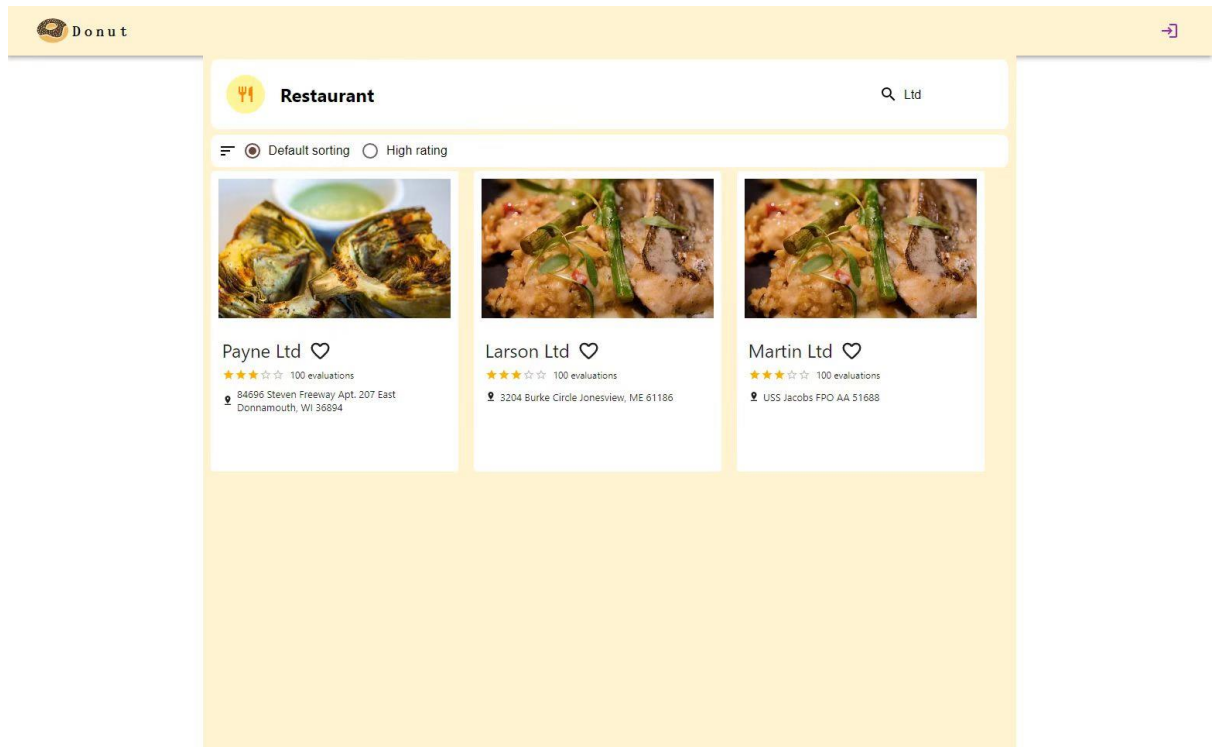 Donut
Restaurant
Ltd
Default sorting
High rating
Payne Ltd
100 evaluations
84696 Steven Freeway Apt. 207 East
Donnamouth, WI 36894
Larson Ltd
100 evaluations
3204 Burke Circle Jonesview, ME 61186
Martin Ltd
100 evaluations
USS Jacobs FPO AA 51688